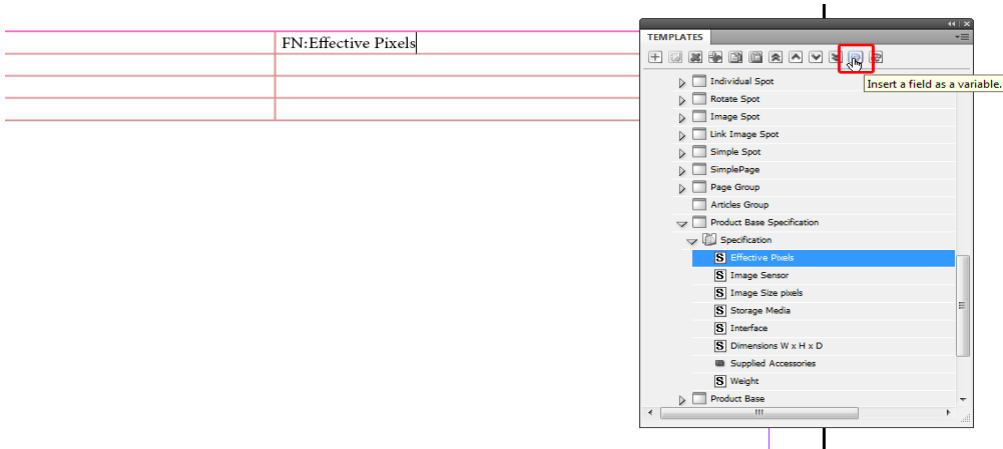 FN:Effective Pixels
TEMPLATES
Insert a field as a variable.
Individual Spot
Rotate Spot
Image Spot
Link Image Spot
Simple Spot
SimplePage
Page Group
Articles Group
Product Base Specification
Specification
S Effective Pixels
S Image Sensor
S Image Size pixels
S Storage Media
S Interface
S Dimensions W x H x D
Supplied Accessories
S Weight
Product Base